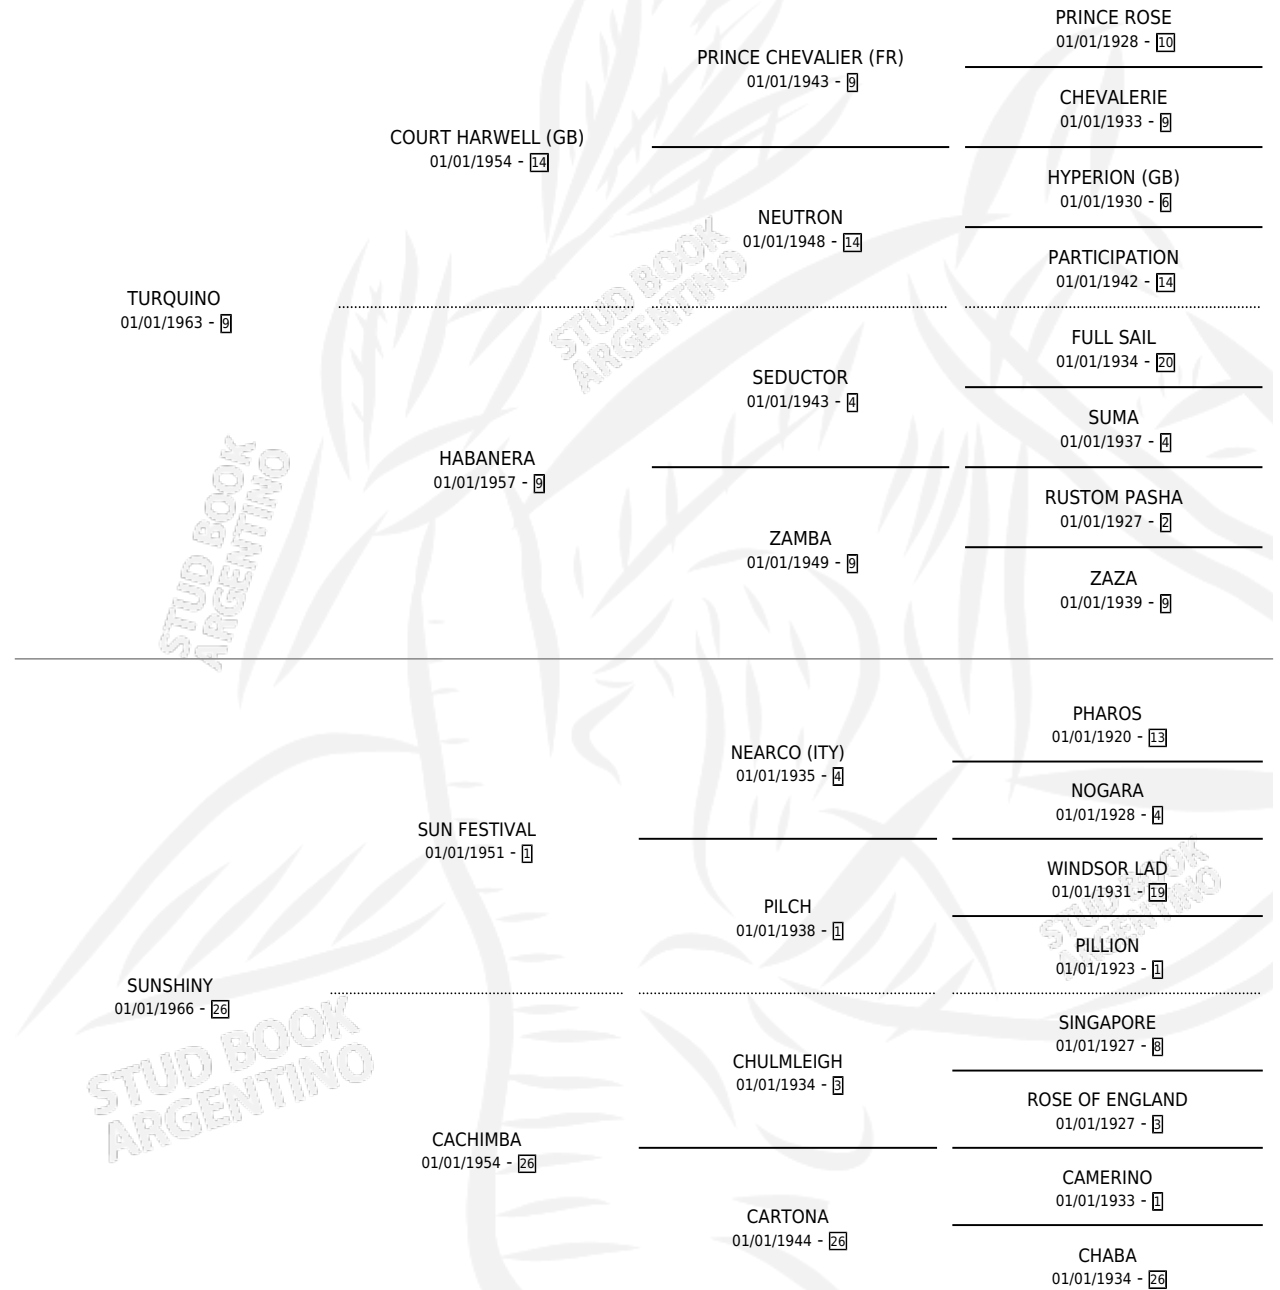 PRINCE ROSE
01/01/1928 - 10
PRINCE CHEVALIER (FR)
01/01/1943 - 9
CHEVALERIE
01/01/1933 - 9
COURT HARWELL (GB)
01/01/1954 - 14
HYPERION (GB)
01/01/1930 - 6
NEUTRON
01/01/1948 - 14
PARTICIPATION
01/01/1942 - 14
TURQUINO
01/01/1963 - 9
STUD BOOK
ARGENTINO
FULL SAIL
01/01/1934 - 20
SEDUCTOR
01/01/1943 - 4
SUMA
01/01/1937 - 4
HABANERA
01/01/1957 - 9
RUSTOM PASHA
01/01/1927 - 2
ZAMBA
01/01/1949 - 9
ZAZA
01/01/1939 - 9
STUD BOOK
ARGENTINO
PHAROS
01/01/1920 - 13
NEARCO (ITY)
01/01/1935 - 4
NOGARA
01/01/1928 - 4
SUN FESTIVAL
01/01/1951 - 1
WINDSOR LAD
01/01/1931 - 19
PILCH
01/01/1938 - 1
PILLION
01/01/1923 - 1
STUD BOOK
ARGENTINO
SUNSHINY
01/01/1966 - 26
STUD BOOK
ARGENTINO
SINGAPORE
01/01/1927 - 8
CHULMLEIGH
01/01/1934 - 3
ROSE OF ENGLAND
01/01/1927 - 3
CACHIMBA
01/01/1954 - 26
CAMERINO
01/01/1933 - 1
CARTONA
01/01/1944 - 26
CHABA
01/01/1934 - 26